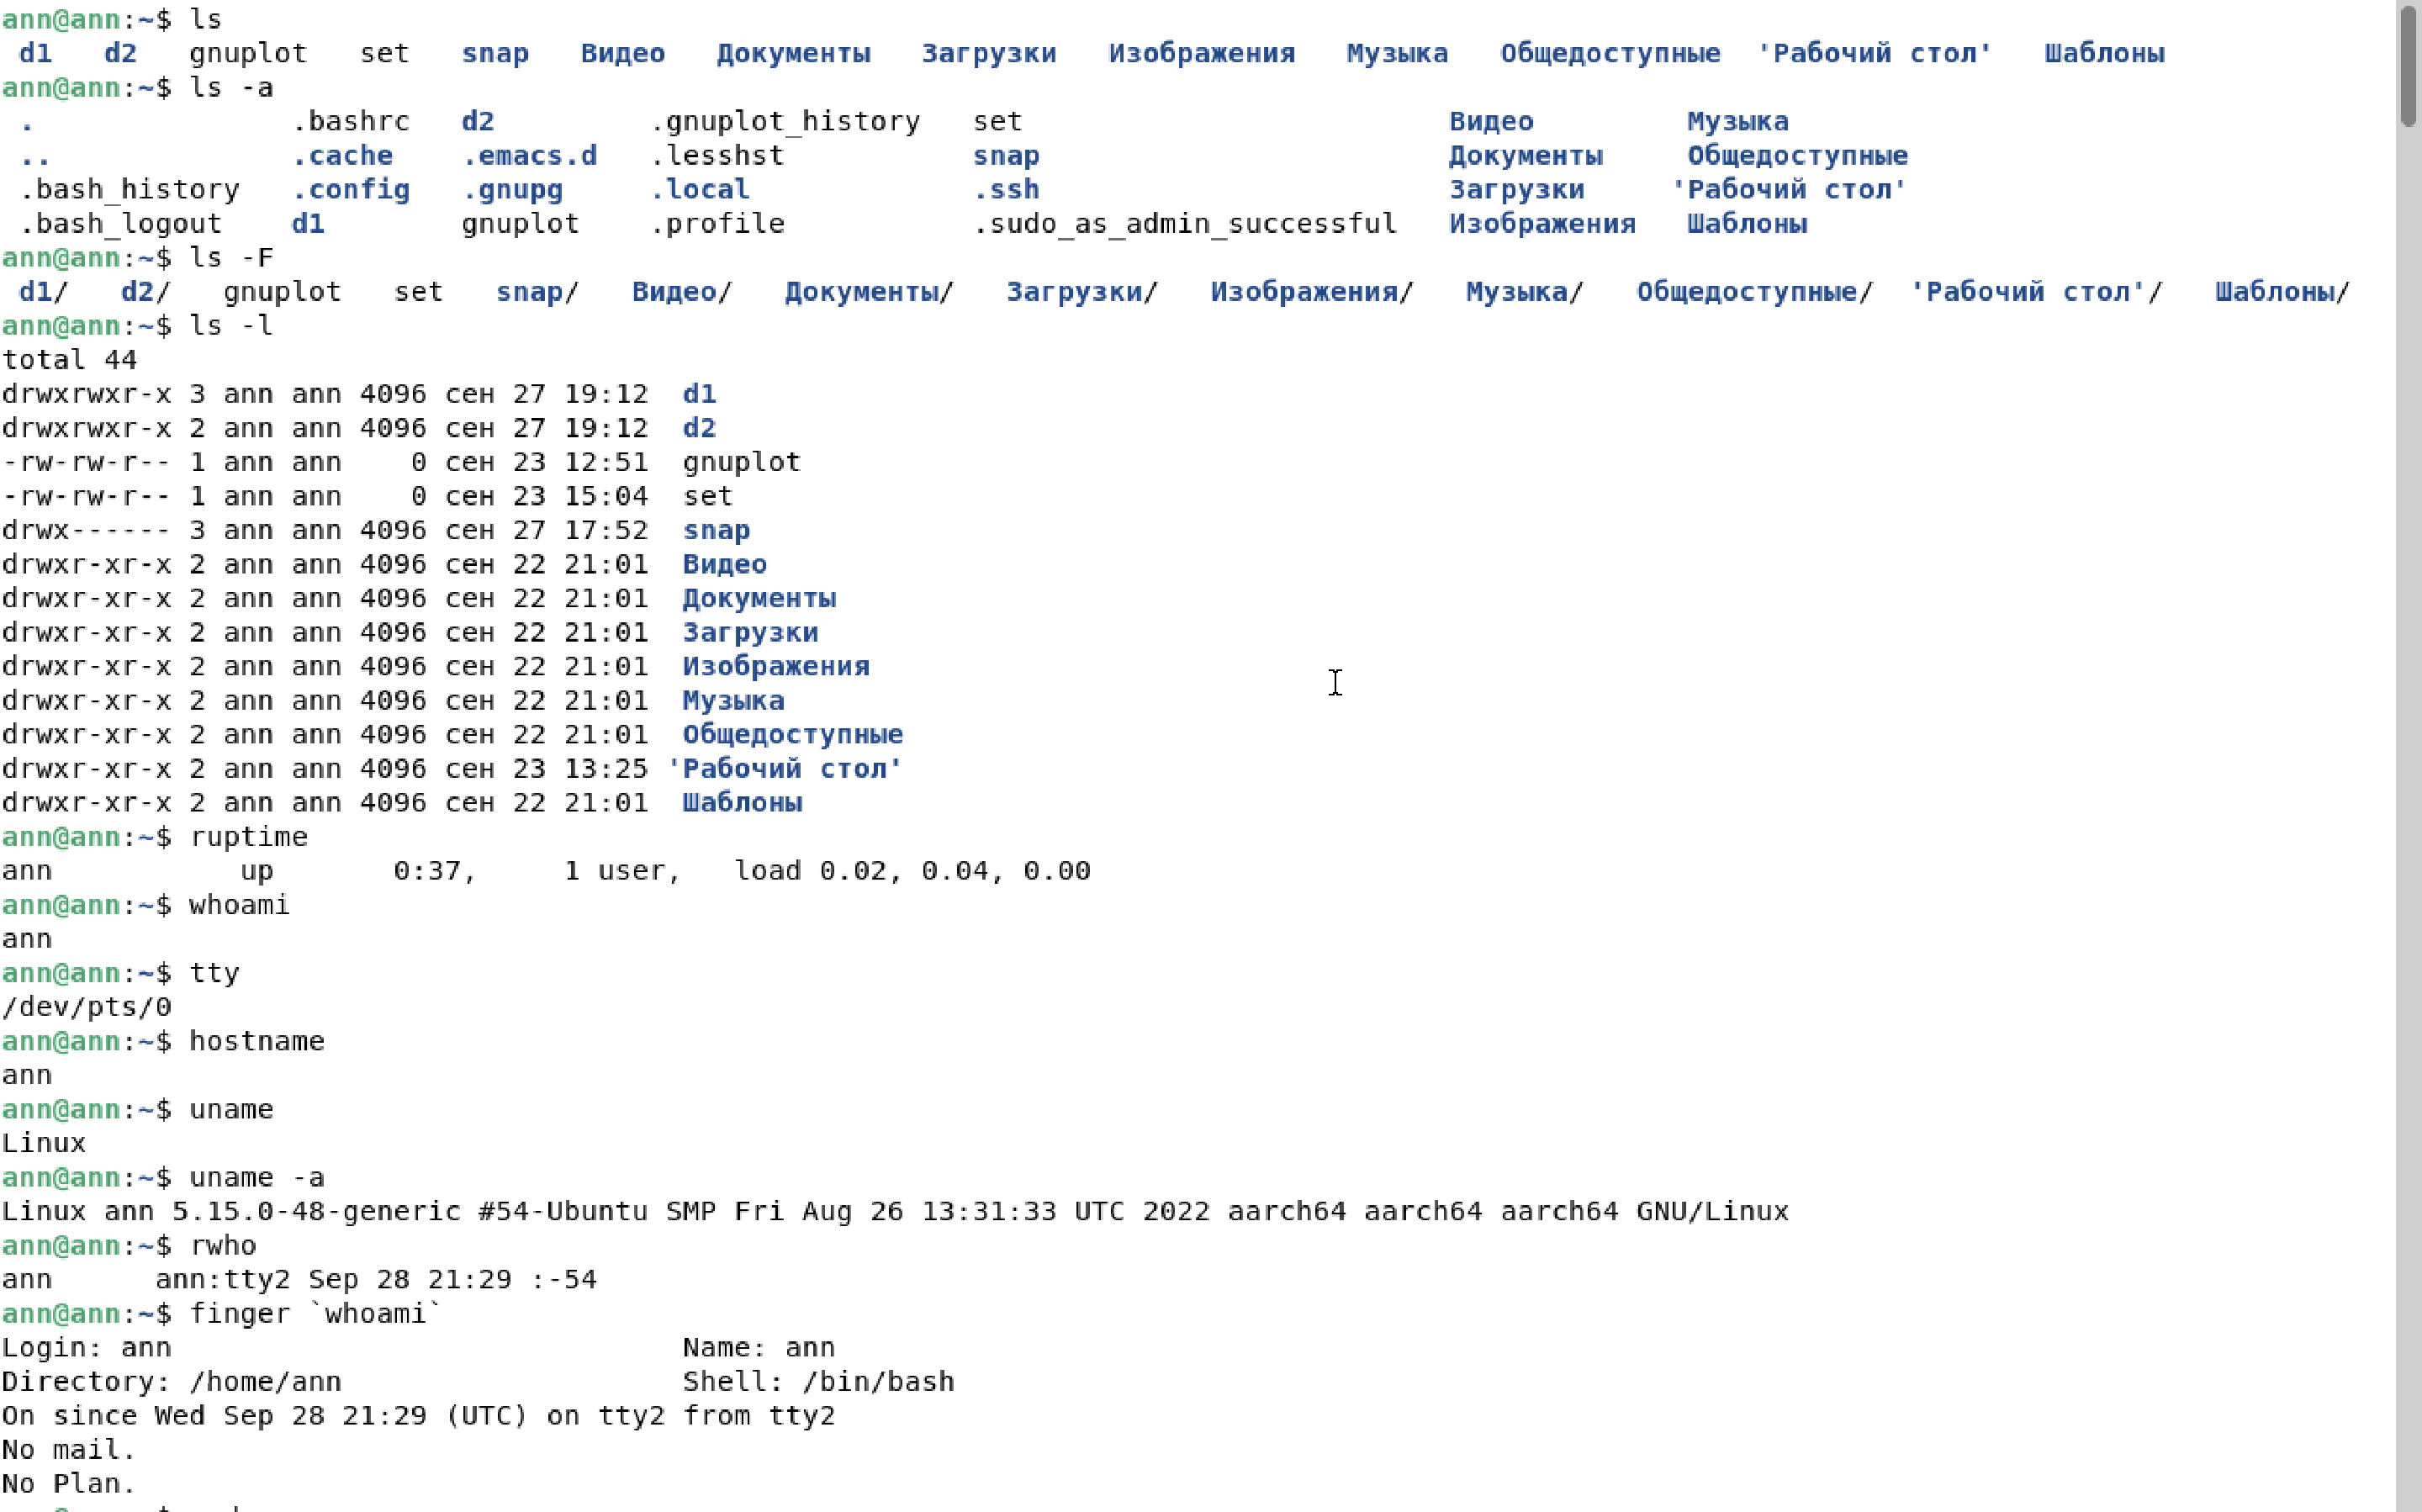 ann@ann:~$ ls
 d1   d2   gnuplot   set   snap   Видео   Документы   Загрузки   Изображения   Музыка   Общедоступные  'Рабочий стол'   Шаблоны
ann@ann:~$ ls -a
 .               .bashrc   d2         .gnuplot_history   set                         Видео         Музыка
 ..              .cache    .emacs.d   .lesshst           snap                        Документы     Общедоступные
 .bash_history   .config   .gnupg     .local             .ssh                        Загрузки     'Рабочий стол'
 .bash_logout    d1        gnuplot    .profile           .sudo_as_admin_successful   Изображения   Шаблоны
ann@ann:~$ ls -F
 d1/   d2/   gnuplot   set   snap/   Видео/   Документы/   Загрузки/   Изображения/   Музыка/   Общедоступные/  'Рабочий стол'/   Шаблоны/
ann@ann:~$ ls -l
total 44
drwxrwxr-x 3 ann ann 4096 сен 27 19:12  d1
drwxrwxr-x 2 ann ann 4096 сен 27 19:12  d2
-rw-rw-r-- 1 ann ann    0 сен 23 12:51  gnuplot
-rw-rw-r-- 1 ann ann    0 сен 23 15:04  set
drwx------ 3 ann ann 4096 сен 27 17:52  snap
drwxr-xr-x 2 ann ann 4096 сен 22 21:01  Видео
drwxr-xr-x 2 ann ann 4096 сен 22 21:01  Документы
drwxr-xr-x 2 ann ann 4096 сен 22 21:01  Загрузки
drwxr-xr-x 2 ann ann 4096 сен 22 21:01  Изображения
drwxr-xr-x 2 ann ann 4096 сен 22 21:01  Музыка
drwxr-xr-x 2 ann ann 4096 сен 22 21:01  Общедоступные
drwxr-xr-x 2 ann ann 4096 сен 23 13:25 'Рабочий стол'
drwxr-xr-x 2 ann ann 4096 сен 22 21:01  Шаблоны
ann@ann:~$ ruptime
ann           up       0:37,     1 user,   load 0.02, 0.04, 0.00
ann@ann:~$ whoami
ann
ann@ann:~$ tty
/dev/pts/0
ann@ann:~$ hostname
ann
ann@ann:~$ uname
Linux
ann@ann:~$ uname -a
Linux ann 5.15.0-48-generic #54-Ubuntu SMP Fri Aug 26 13:31:33 UTC 2022 aarch64 aarch64 aarch64 GNU/Linux
ann@ann:~$ rwho
ann      ann:tty2 Sep 28 21:29 :-54
ann@ann:~$ finger `whoami`
Login: ann                              Name: ann
Directory: /home/ann                    Shell: /bin/bash
On since Wed Sep 28 21:29 (UTC) on tty2 from tty2
No mail.
No Plan.